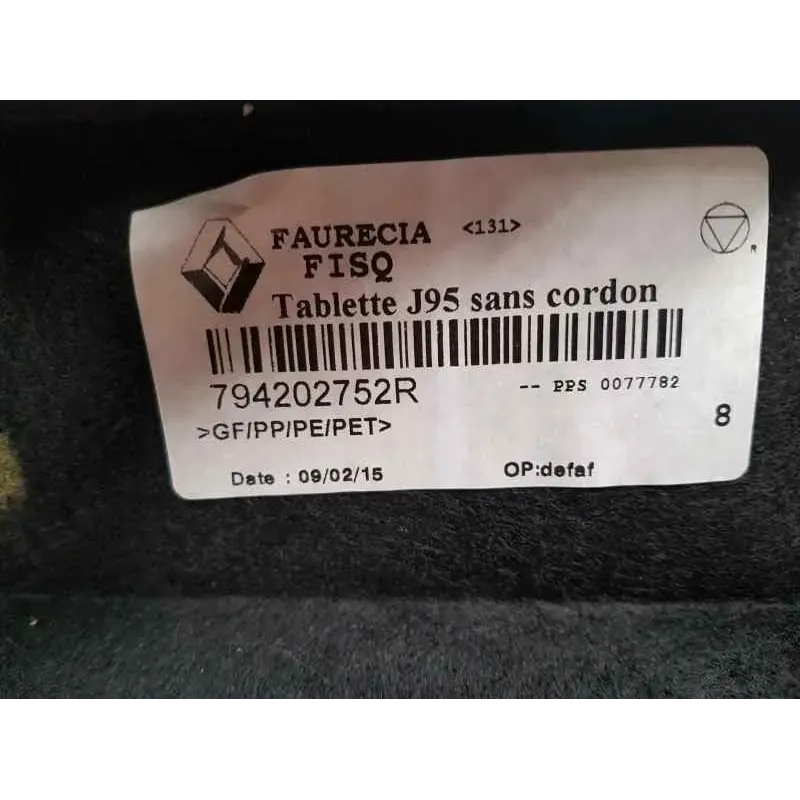 FAURECIA <131>
FISQ
Tablette J95 sans cordon
794202752R -- PPS 0077782
>GF/PP/PE/PET> 8
Date : 09/02/15 OP:defaf
R